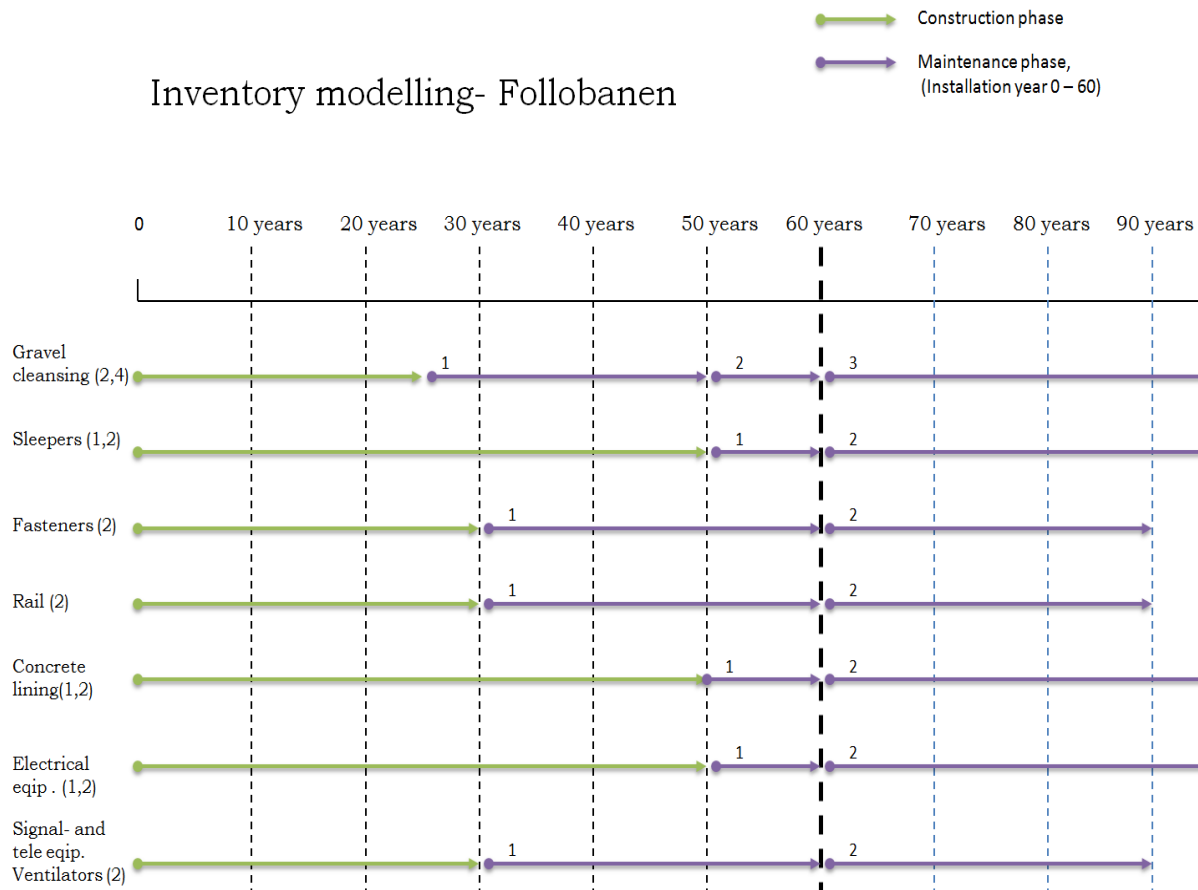 Construction phase
Maintenance phase,
(Installation year 0 – 60)
Inventory modelling- Follobanen
0 10 years 20 years 30 years 40 years 50 years 60 years 70 years 80 years 90 years
Gravel
cleansing (2,4)
1 2 3
Sleepers (1,2)
1 2
Fasteners (2)
1 2
Rail (2)
1 2
Concrete
lining(1,2)
1 2
Electrical
eqip . (1,2)
1 2
Signal- and
tele eqip.
Ventilators (2)
1 2